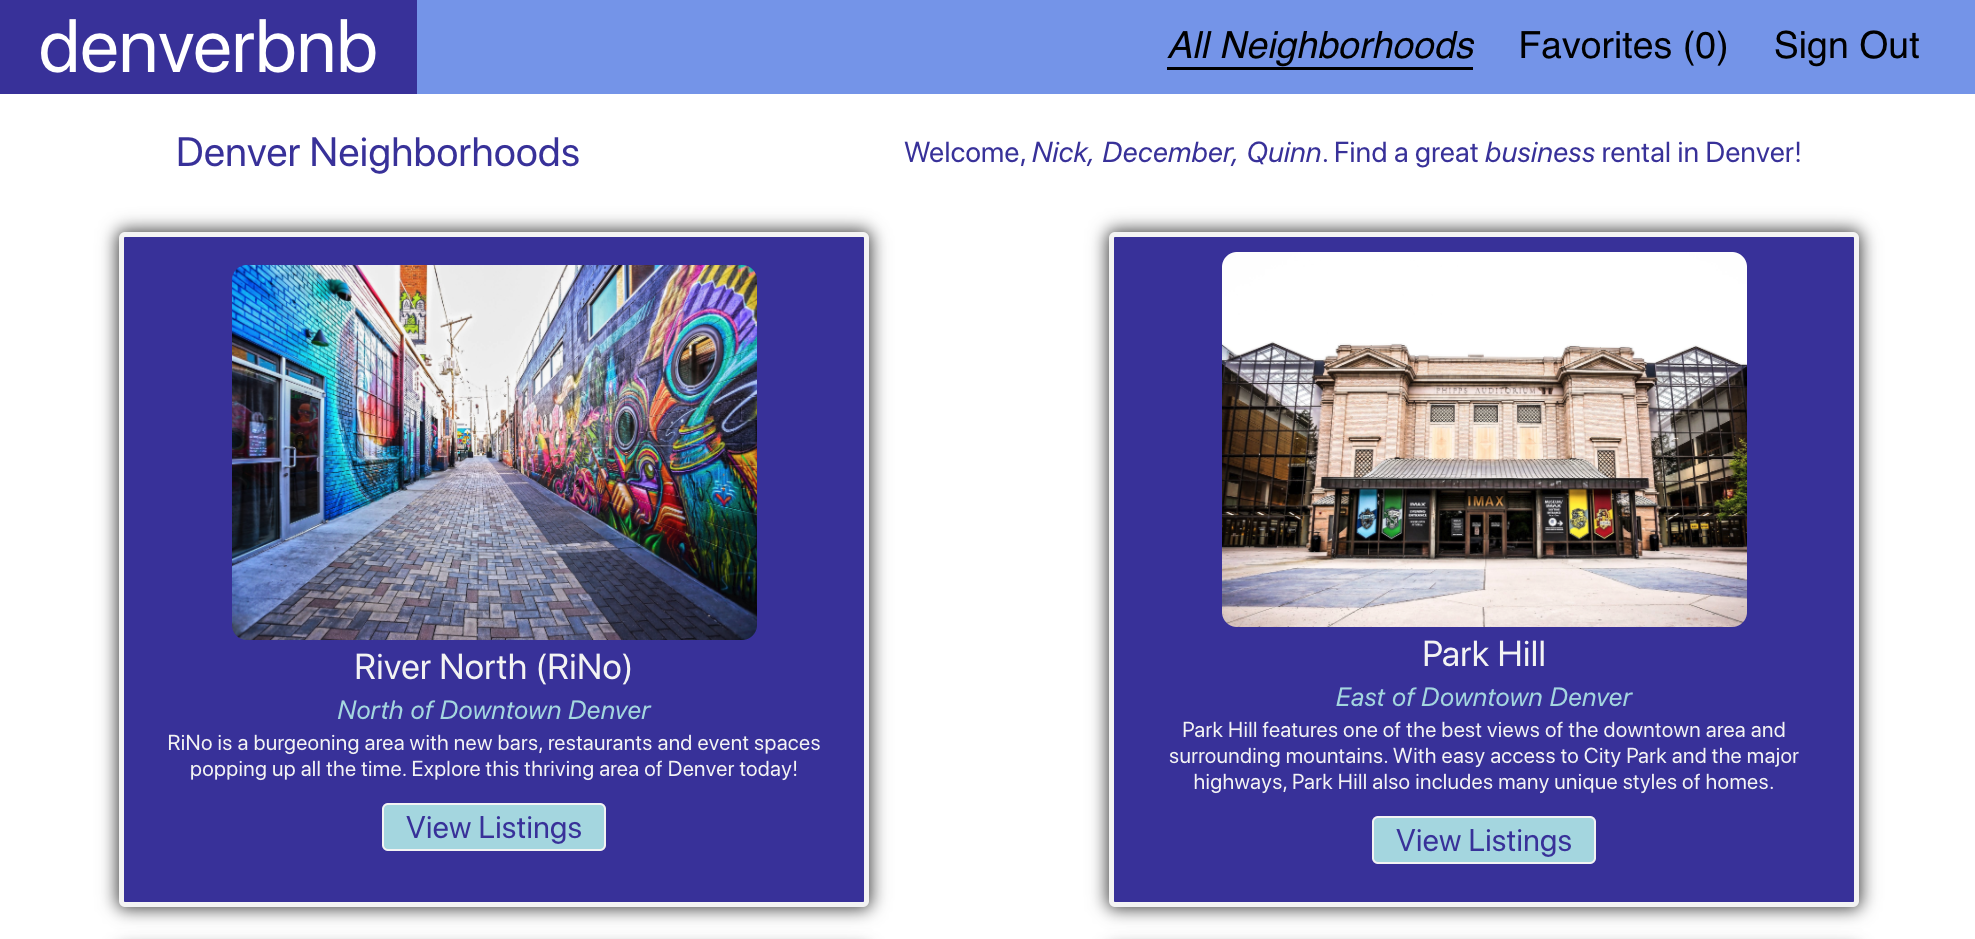 denverbnb
All Neighborhoods Favorites (0) Sign Out
Denver Neighborhoods
Welcome, Nick, December, Quinn. Find a great business rental in Denver!
River North (RiNo)
North of Downtown Denver
RiNo is a burgeoning area with new bars, restaurants and event spaces
popping up all the time. Explore this thriving area of Denver today!
View Listings
PHIPPS AUDITORIUM
IMAX
Park Hill
East of Downtown Denver
Park Hill features one of the best views of the downtown area and
surrounding mountains. With easy access to City Park and the major
highways, Park Hill also includes many unique styles of homes.
View Listings